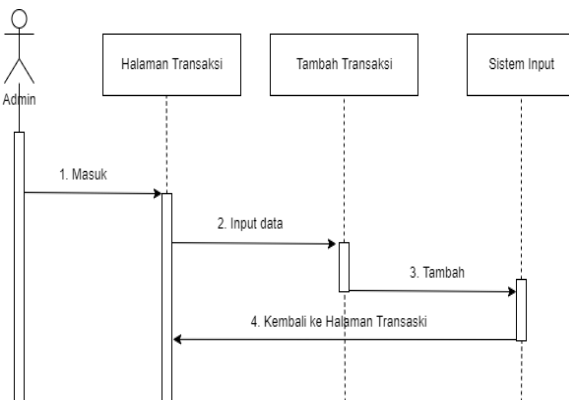 Halaman Transaksi
Tambah Transaksi
Sistem Input
Admin
1. Masuk
2. Input data
3. Tambah
4. Kembali ke Halaman Transaski